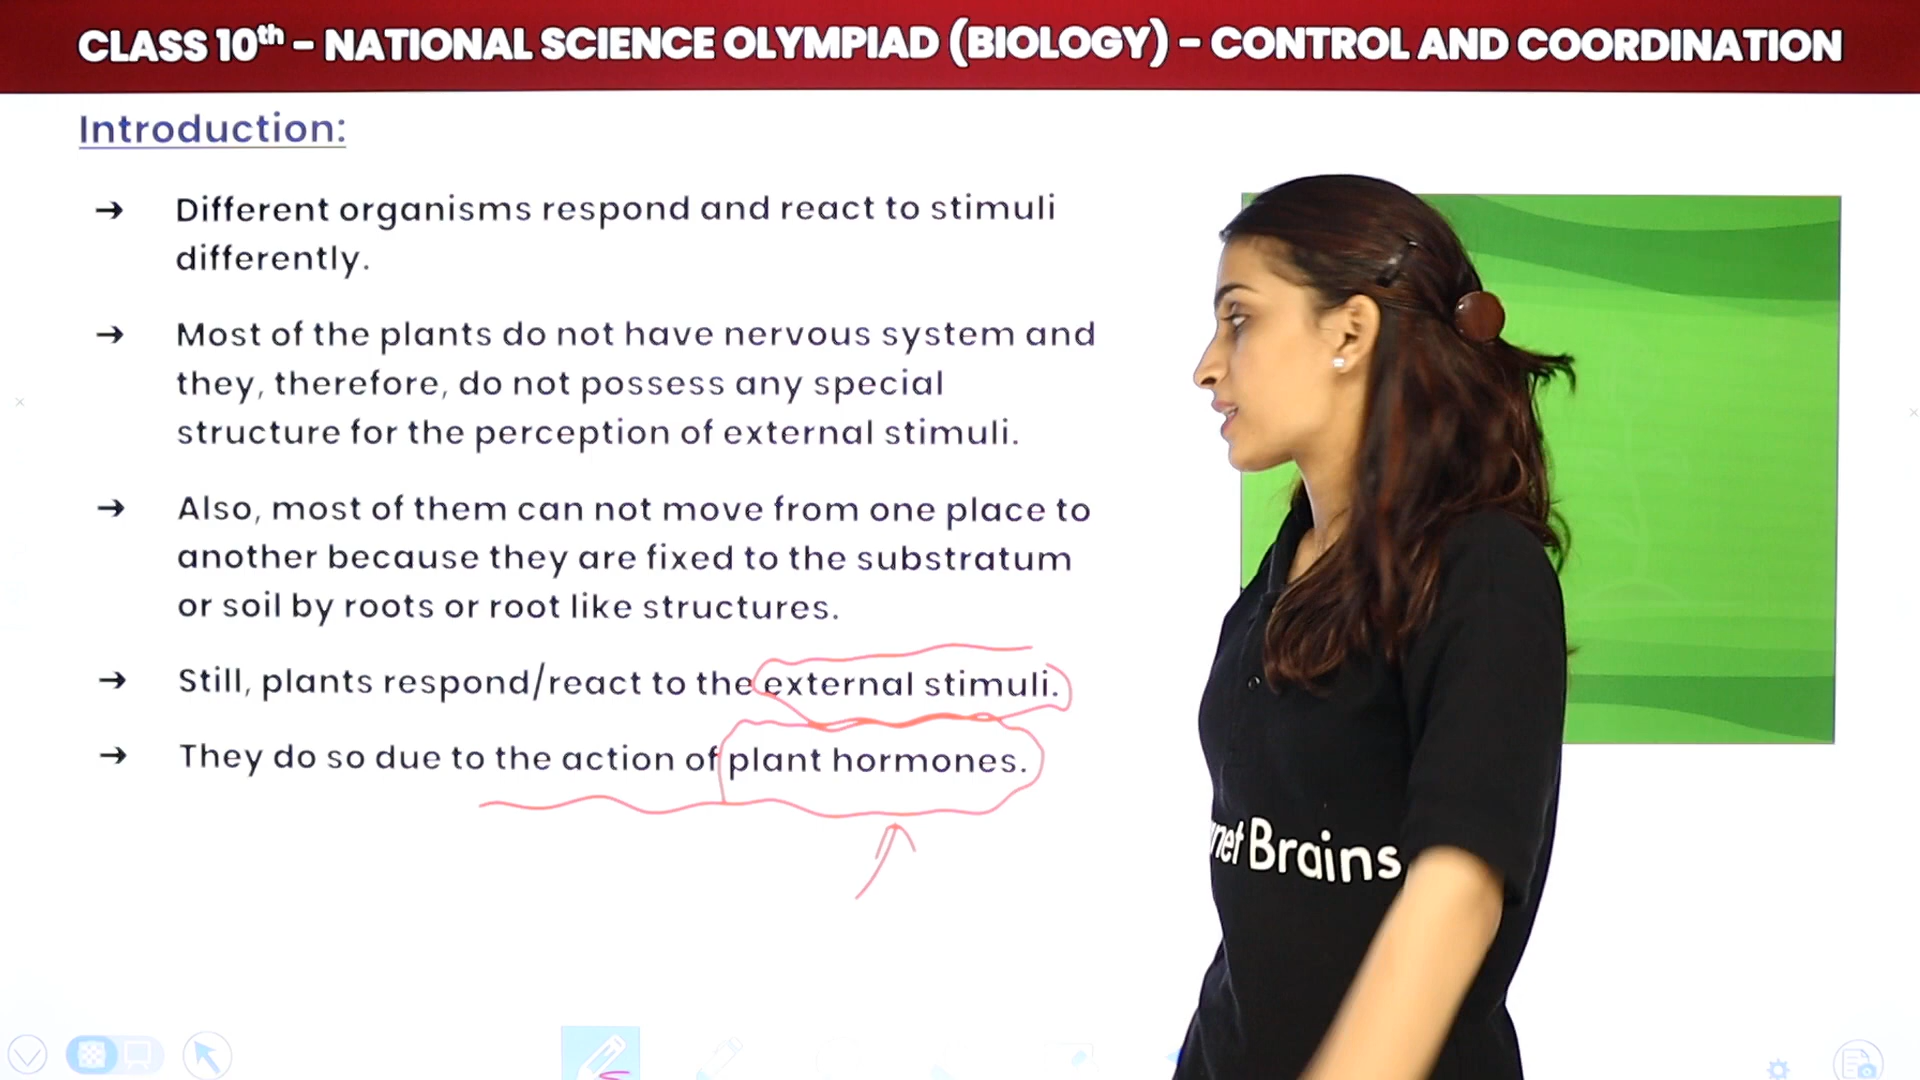 CLASS 10th – NATIONAL SCIENCE OLYMPIAD (BIOLOGY) – CONTROL AND COORDINATION
Introduction:
→ Different organisms respond and react to stimuli
differently.
→ Most of the plants do not have nervous system and
they, therefore, do not possess any special
structure for the perception of external stimuli.
→ Also, most of them can not move from one place to
another because they are fixed to the substratum
or soil by roots or root like structures.
→ Still, plants respond/react to the external stimuli.
→ They do so due to the action of plant hormones.
Brains